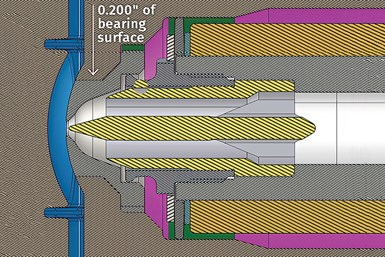 0.200" of
bearing
surface